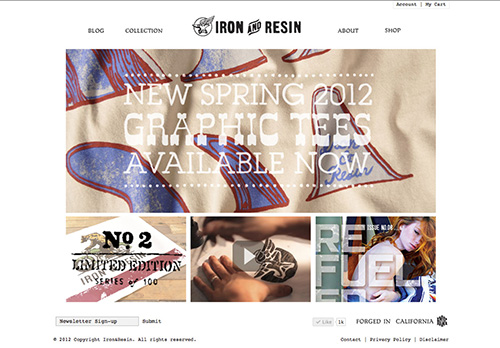 Account | My Cart
BLOG COLLECTION IRON AND RESIN ABOUT SHOP
NEW SPRING 2012
GRAPHIC TEES
AVAILABLE NOW
Iron & Resin
No 2
LIMITED EDITION
SERIES of 100
ISSUE NO.
RE
FUEL
Newsletter Sign-up Submit
Like 1k
FORGED IN CALIFORNIA
© 2012 Copyright Iron&Resin. All rights reserved.
Contact | Privacy Policy | Disclaimer